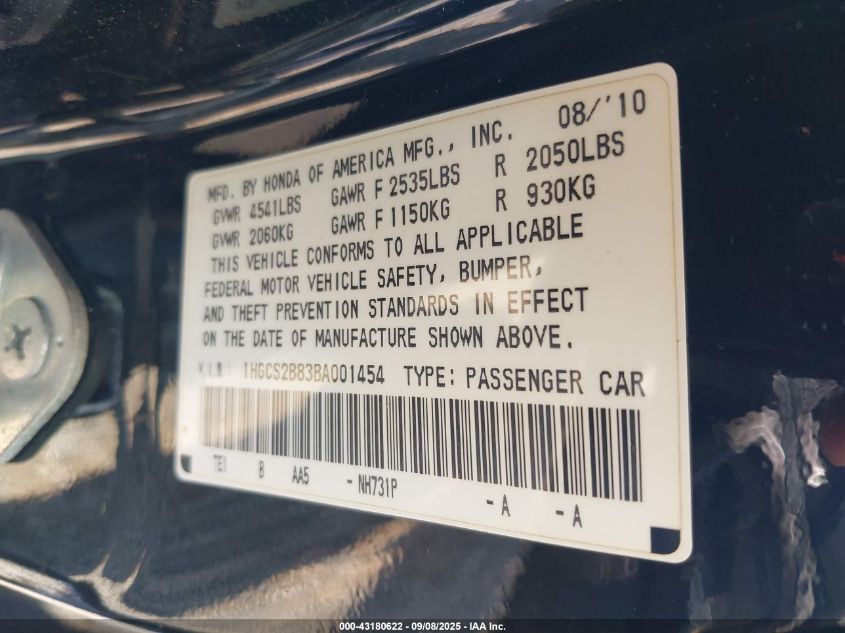 08/'10
MFD. BY HONDA OF AMERICA MFG., INC.
GVWR 4541LBS GAWR F 2535LBS R 2050LBS
GVWR 2060KG GAWR F 1150KG R 930KG
THIS VEHICLE CONFORMS TO ALL APPLICABLE
FEDERAL MOTOR VEHICLE SAFETY, BUMPER,
AND THEFT PREVENTION STANDARDS IN EFFECT
ON THE DATE OF MANUFACTURE SHOWN ABOVE.
V.I.N.: 1HGCS2B83BA001454 TYPE: PASSENGER CAR
TE1 B AA5 - NH731P - A - A
000-43180622 - 09/08/2025 - IAA Inc.